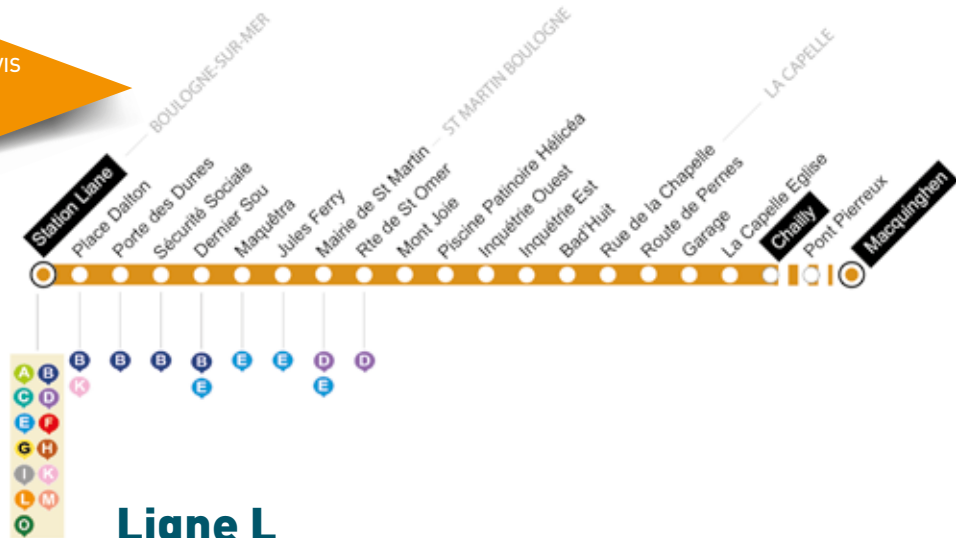 VIS
BOULOGNE-SUR-MER
ST MARTIN BOULOGNE
LA CAPELLE
Station Liane
Place Dalton
Porte des Dunes
Sécurité Sociale
Dernier Sou
Maquêtra
Jules Ferry
Mairie de St Martin
Rte de St Omer
Mont Joie
Piscine Patinoire Hélicéa
Inquétrie Ouest
Inquétrie Est
Bad'Huit
Rue de la Chapelle
Route de Pernes
Garage
La Capelle Eglise
Chailly
Pont Pierreux
Macquinghen
B B B B E E D D
K E E
A B
C D
E F
G H
I K
L M
O
Ligne L